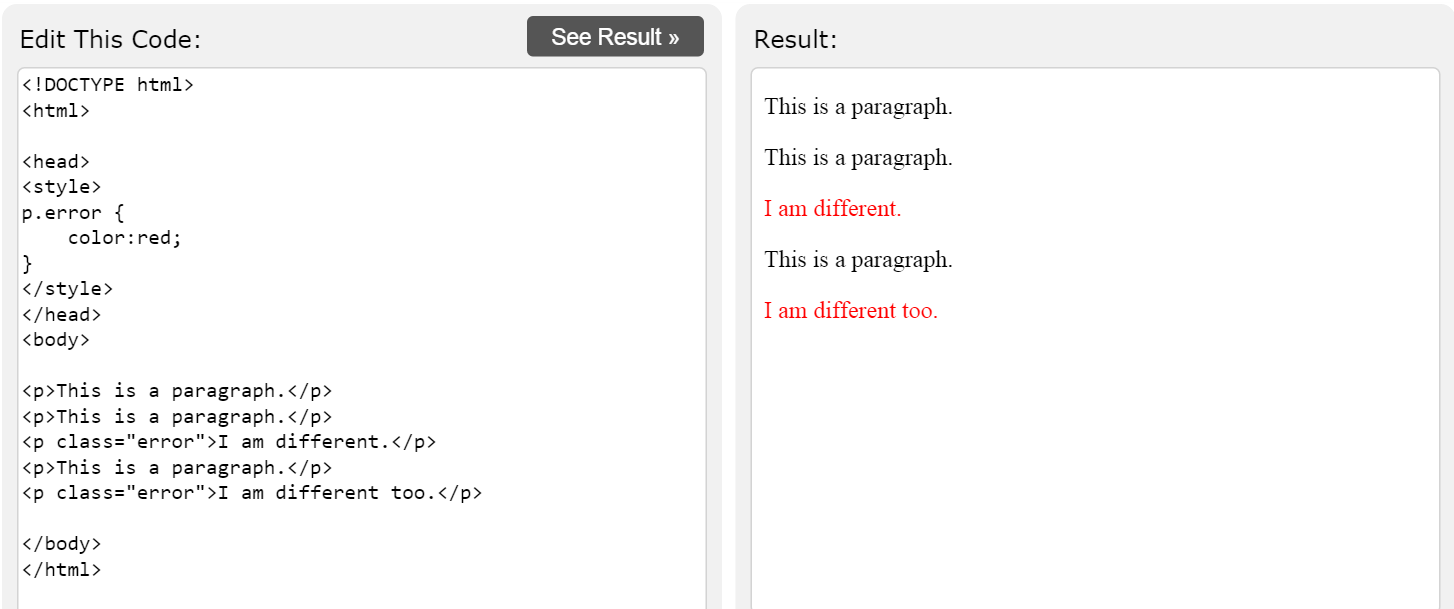 Edit This Code:
See Result »
<!DOCTYPE html>
<html>
<head>
<style>
p.error {
    color:red;
}
</style>
</head>
<body>
<p>This is a paragraph.</p>
<p>This is a paragraph.</p>
<p class="error">I am different.</p>
<p>This is a paragraph.</p>
<p class="error">I am different too.</p>
</body>
</html>
Result:
This is a paragraph.
This is a paragraph.
I am different.
This is a paragraph.
I am different too.